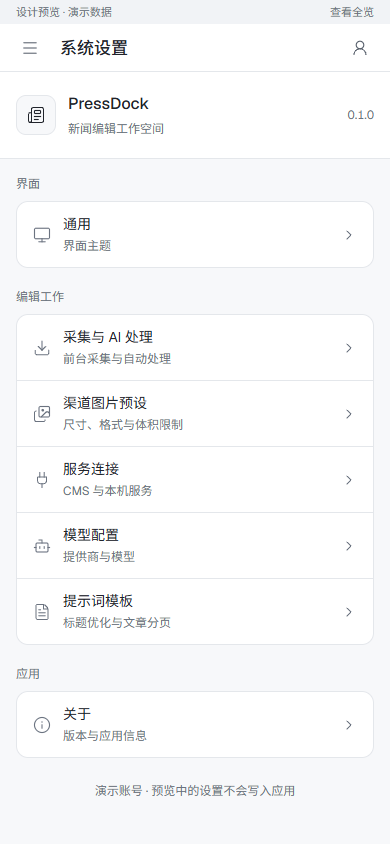 设计预览 · 演示数据
查看全览
系统设置
PressDock
新闻编辑工作空间
0.1.0
界面
通用
界面主题
编辑工作
采集与 AI 处理
前台采集与自动处理
渠道图片预设
尺寸、格式与体积限制
服务连接
CMS 与本机服务
模型配置
提供商与模型
提示词模板
标题优化与文章分页
应用
关于
版本与应用信息
演示账号 · 预览中的设置不会写入应用